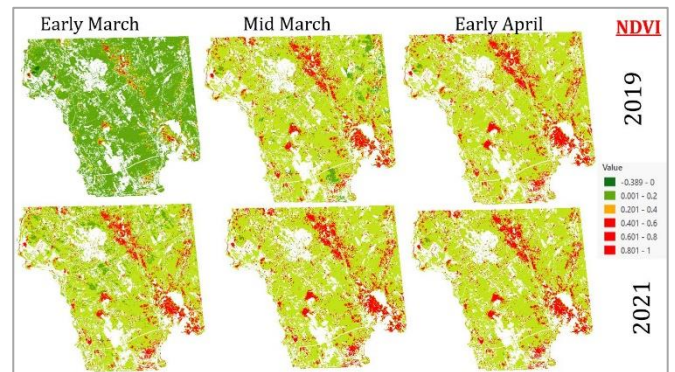 Early March
Mid March
Early April
NDVI
2019
Value
-0.389 - 0
0.001 - 0.2
0.201 - 0.4
0.401 - 0.6
0.601 - 0.8
0.801 - 1
2021